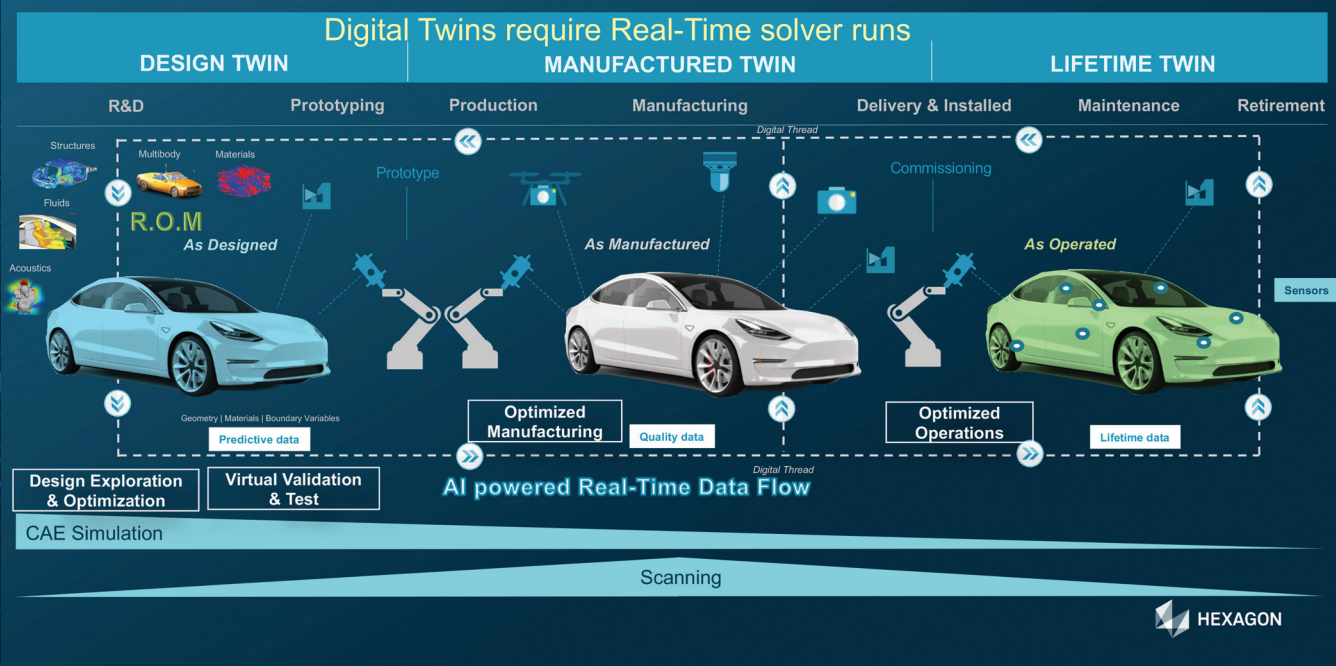 Digital Twins require Real-Time solver runs
DESIGN TWIN
MANUFACTURED TWIN
LIFETIME TWIN
R&D
Prototyping
Production
Manufacturing
Delivery & Installed
Maintenance
Retirement
Digital Thread
Structures
Multibody
Materials
Prototype
Commissioning
Fluids
R.O.M
As Designed
As Manufactured
As Operated
Acoustics
Sensors
Geometry | Materials | Boundary Variables
Predictive data
Optimized
Manufacturing
Quality data
Optimized
Operations
Lifetime data
Digital Thread
Design Exploration
& Optimization
Virtual Validation
& Test
AI powered Real-Time Data Flow
CAE Simulation
Scanning
HEXAGON